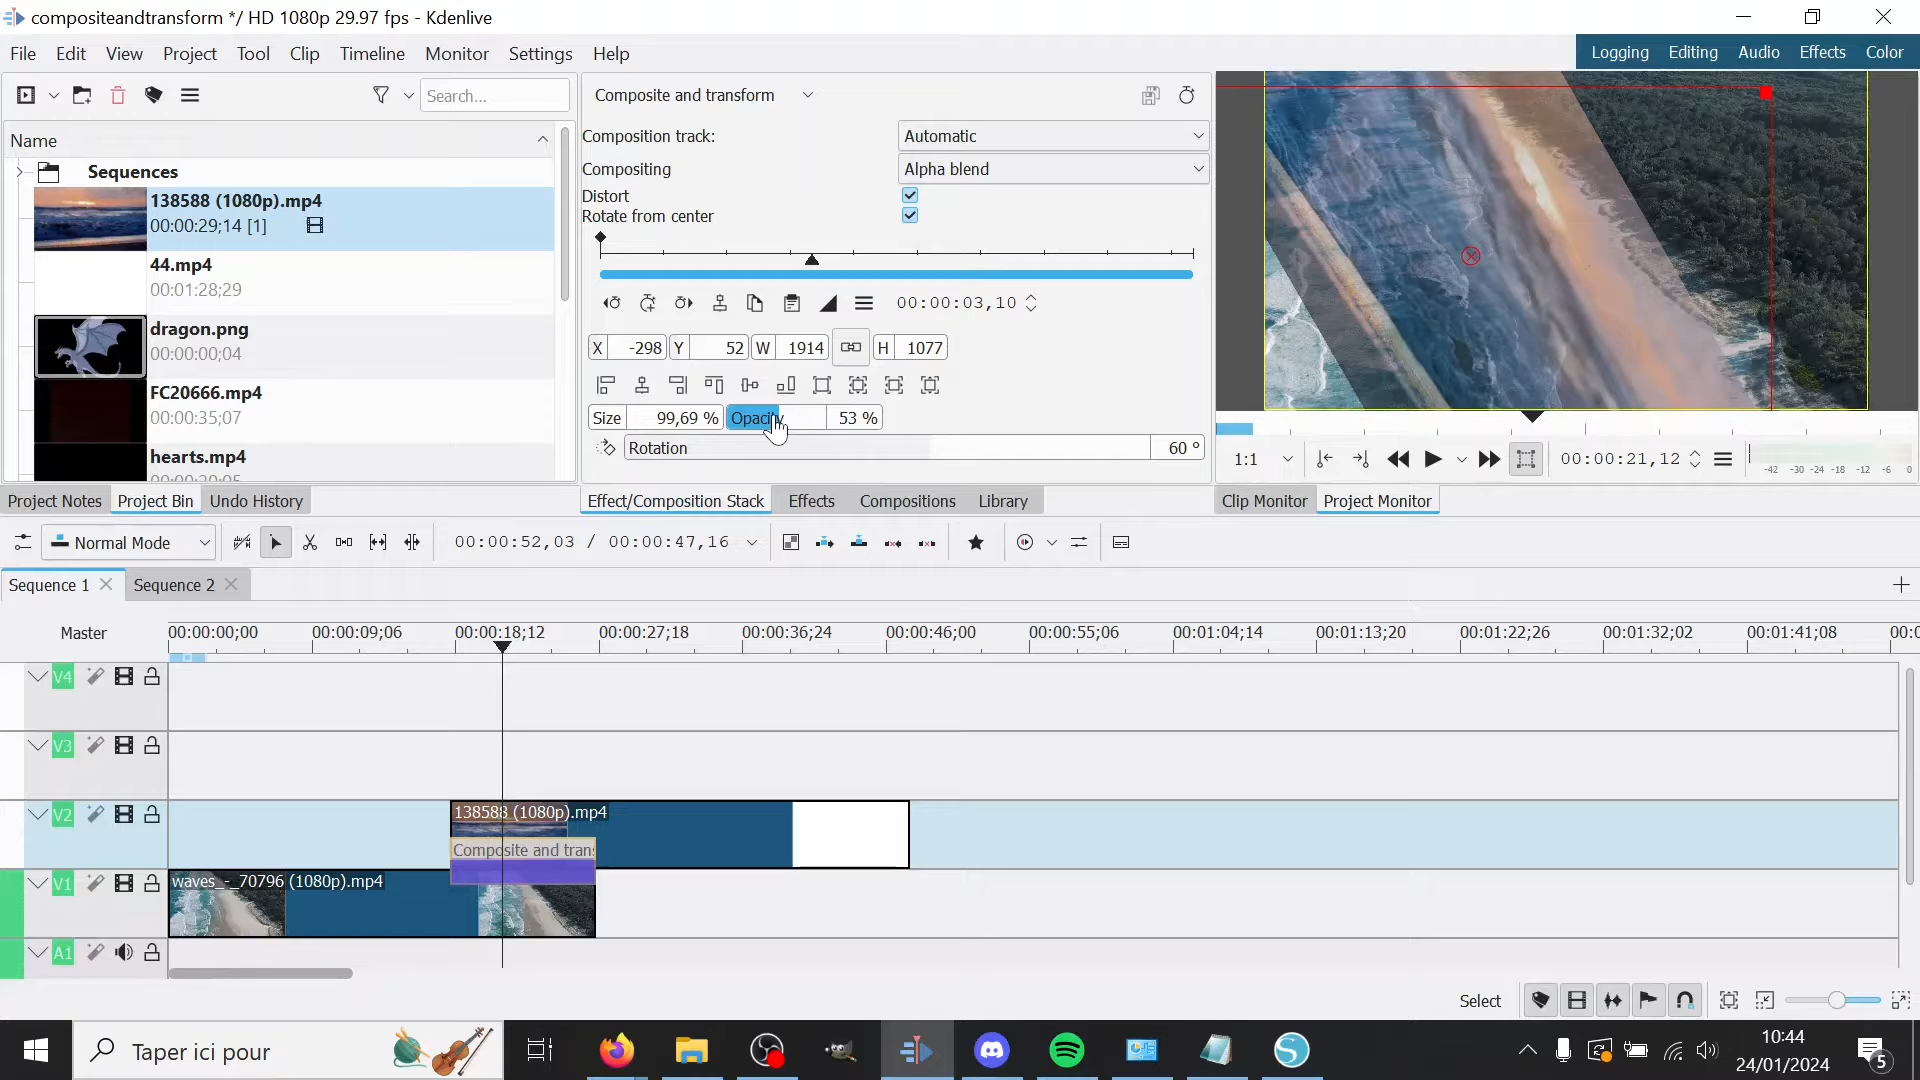 compositeandtransform */ HD 1080p 29.97 fps - Kdenlive
File Edit View Project Tool Clip Timeline Monitor Settings Help
Logging Editing Audio Effects Color
Search...
Name
Sequences
138588 (1080p).mp4
00:00:29;14 [1]
44.mp4
00:01:28;29
dragon.png
00:00:00;04
FC20666.mp4
00:00:35;07
hearts.mp4
Project Notes Project Bin Undo History
Composite and transform
Composition track: Automatic
Compositing Alpha blend
Distort
Rotate from center
00:00:03,10
X -298 Y 52 W 1914 H 1077
Size 99,69 % Opacity 53 %
Rotation 60 °
Effect/Composition Stack Effects Compositions Library
1:1 00:00:21,12
-42 -30 -24 -18 -12 -6 0
Clip Monitor Project Monitor
Normal Mode 00:00:52,03 / 00:00:47,16
Sequence 1 Sequence 2
Master 00:00:00;00 00:00:09;06 00:00:18;12 00:00:27;18 00:00:36;24 00:00:46;00 00:00:55;06 00:01:04;14 00:01:13;20 00:01:22;26 00:01:32;02 00:01:41;08 00:0
V4
V3
V2 138588 (1080p).mp4
Composite and tran
V1 waves_-_70796 (1080p).mp4
A1
Select
Taper ici pour
10:44
24/01/2024
5